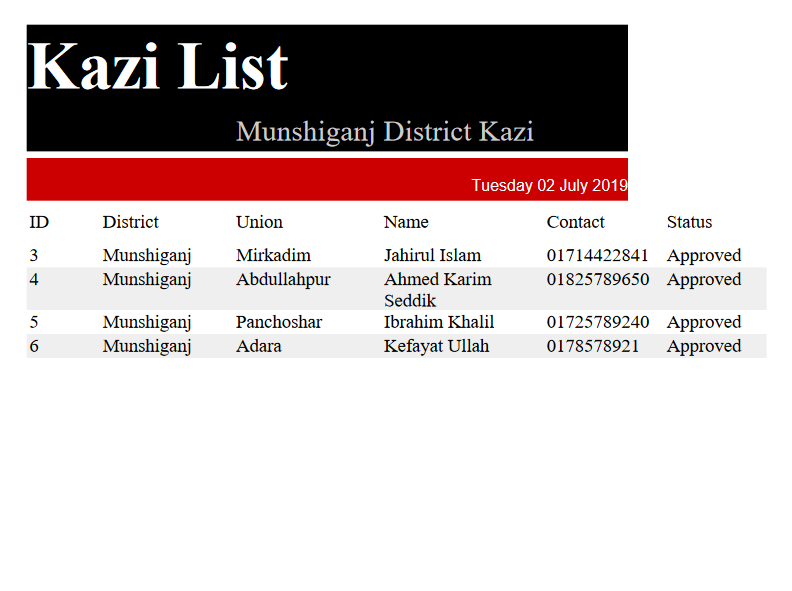 Kazi List
Munshiganj District Kazi
Tuesday 02 July 2019
ID District Union Name Contact Status
3 Munshiganj Mirkadim Jahirul Islam 01714422841 Approved
4 Munshiganj Abdullahpur Ahmed Karim 01825789650 Approved
Seddik
5 Munshiganj Panchoshar Ibrahim Khalil 01725789240 Approved
6 Munshiganj Adara Kefayat Ullah 0178578921 Approved